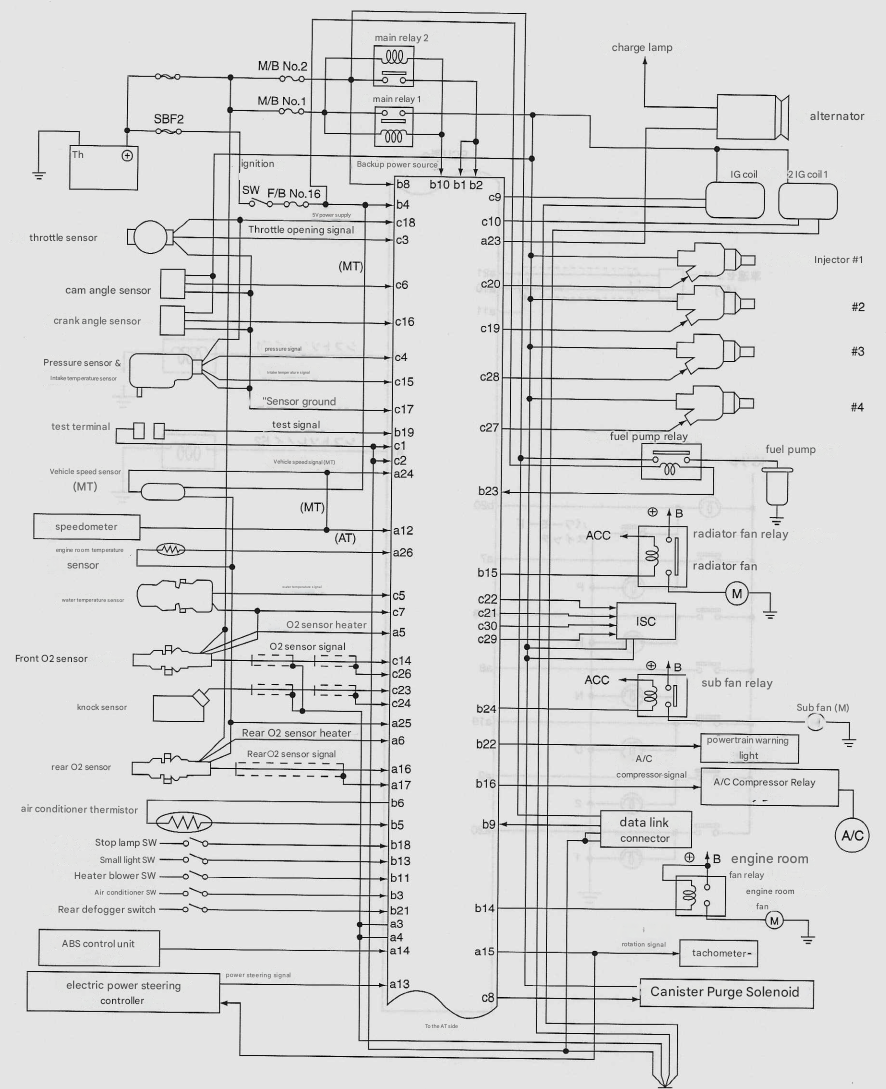 main relay 2
charge lamp
M/B No.2
M/B No.1
main relay 1
SBF2
alternator
Th
ignition
Backup power source
IG coil
2 IG coil 1
SW
F/B No.16
b8
b10
b1
b2
b4
c9
5V power supply
c18
c10
throttle sensor
Throttle opening signal
c3
a23
(MT)
Injector #1
cam angle sensor
c6
c20
#2
crank angle sensor
c16
c19
pressure signal
c4
#3
Pressure sensor &
Intake temperature sensor
intake temperature signal
c15
c28
"Sensor ground
c17
#4
test terminal
test signal
b19
c27
c1
fuel pump relay
Vehicle speed signal (MT)
c2
fuel pump
Vehicle speed sensor
(MT)
a24
b23
(MT)
⊕
B
speedometer
a12
ACC
radiator fan relay
(AT)
engine room temperature
sensor
a26
radiator fan
b15
water temperature signal
c5
M
water temperature sensor
c22
c7
c21
ISC
O2 sensor heater
a5
c30
c29
O2 sensor signal
Front O2 sensor
c14
c26
⊕
B
ACC
sub fan relay
c23
knock sensor
c24
b24
Sub fan (M)
a25
Rear O2 sensor heater
a6
b22
powertrain warning
light
RearO2 sensor signal
A/C
compressor signal
rear O2 sensor
a16
a17
b16
A/C Compressor Relay
b6
air conditioner thermistor
b5
b9
data link
connector
A/C
Stop lamp SW
b18
Small light SW
b13
⊕
B
engine room
fan relay
Heater blower SW
b11
engine room
fan
Air conditioner SW
b3
Rear defogger switch
b21
b14
M
a3
a4
ABS control unit
a14
a15
rotation signal
tachometer-
power steering signal
electric power steering
controller
a13
c8
Canister Purge Solenoid
To the AT side